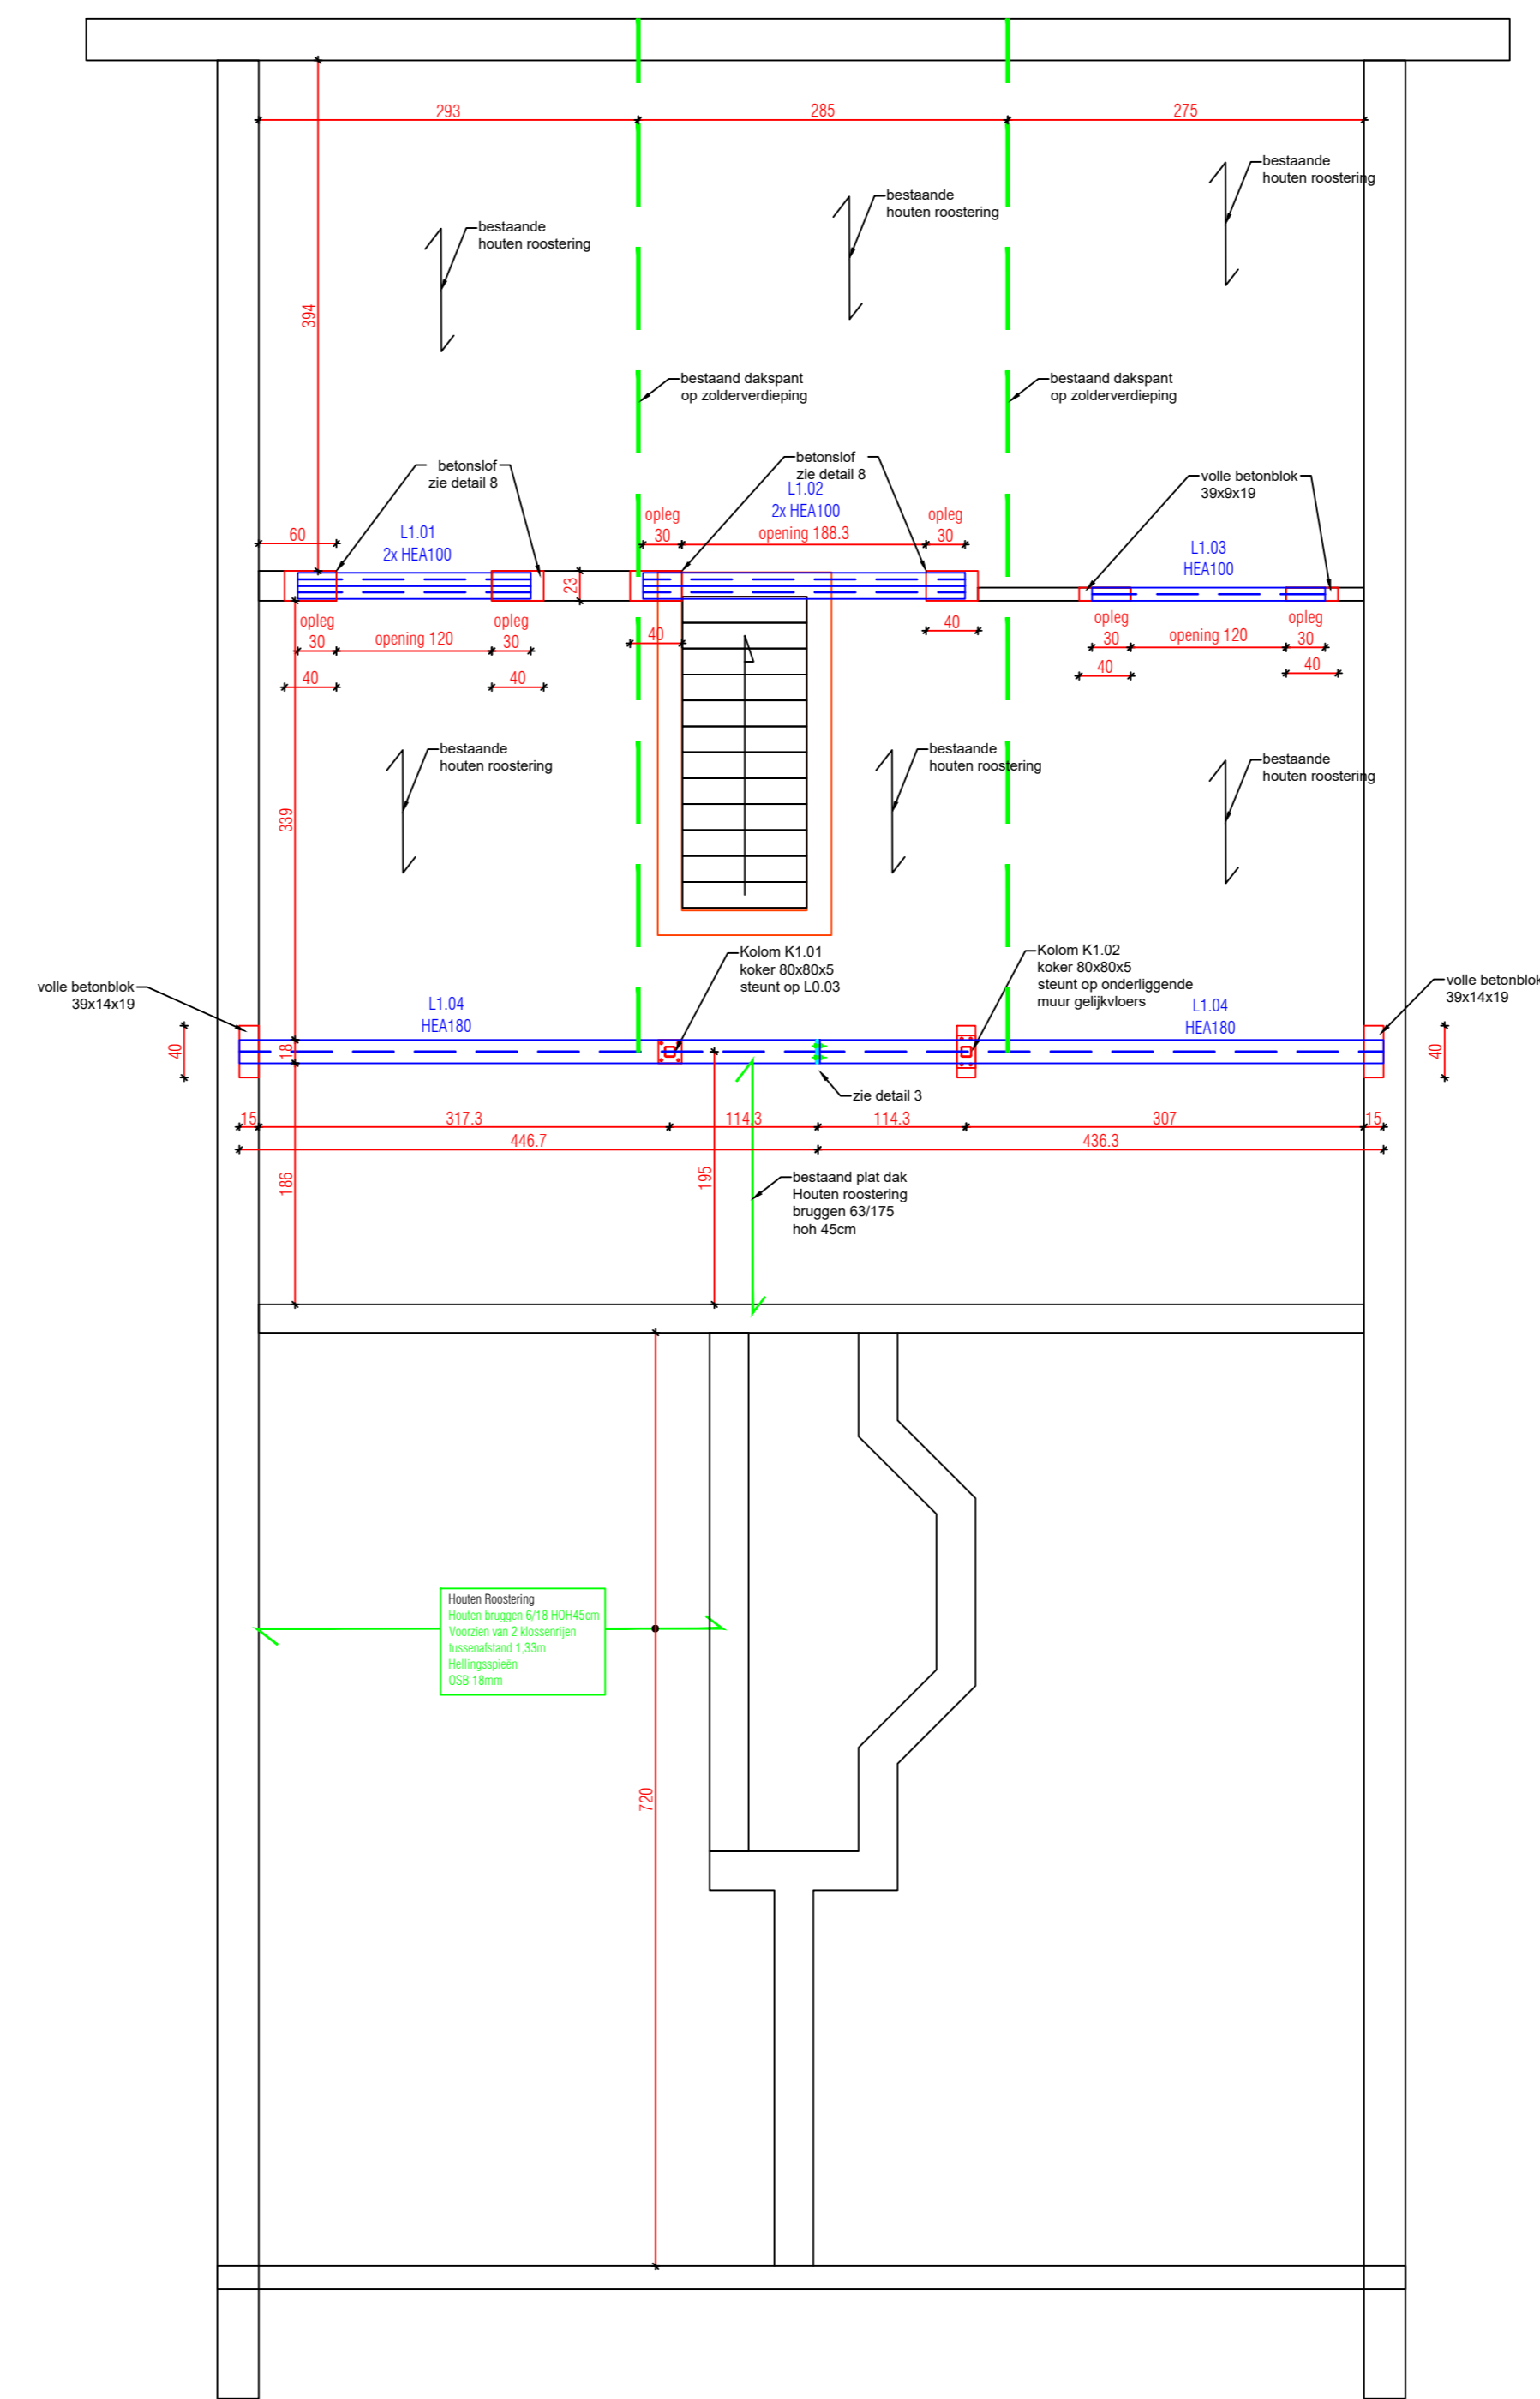 293
285
275
bestaande
houten roostering
bestaande
houten roostering
bestaande
houten roostering
394
bestaand dakspant
op zolderverdieping
bestaand dakspant
op zolderverdieping
betonslof
zie detail 8
betonslof
zie detail 8
volle betonblok
39x9x19
L1.01
2x HEA100
L1.02
2x HEA100
L1.03
HEA100
60
opleg
30
opening 188.3
opleg
30
23
opleg
30
opening 120
opleg
30
40
40
40
40
opleg
30
opening 120
opleg
30
40
40
339
bestaande
houten roostering
bestaande
houten roostering
bestaande
houten roostering
Kolom K1.01
koker 80x80x5
steunt op L0.03
Kolom K1.02
koker 80x80x5
steunt op onderliggende
muur gelijkvloers
volle betonblok
39x14x19
volle betonblok
39x14x19
L1.04
HEA180
L1.04
HEA180
40
18
40
zie detail 3
15
317.3
114.3
114.3
307
15
446.7
436.3
186
195
bestaand plat dak
Houten roostering
bruggen 63/175
hoh 45cm
Houten Roostering
Houten bruggen 6/18 HOH45cm
Voorzien van 2 klossenrijen
tussenafstand 1,33m
Hellingsspieën
OSB 18mm
720